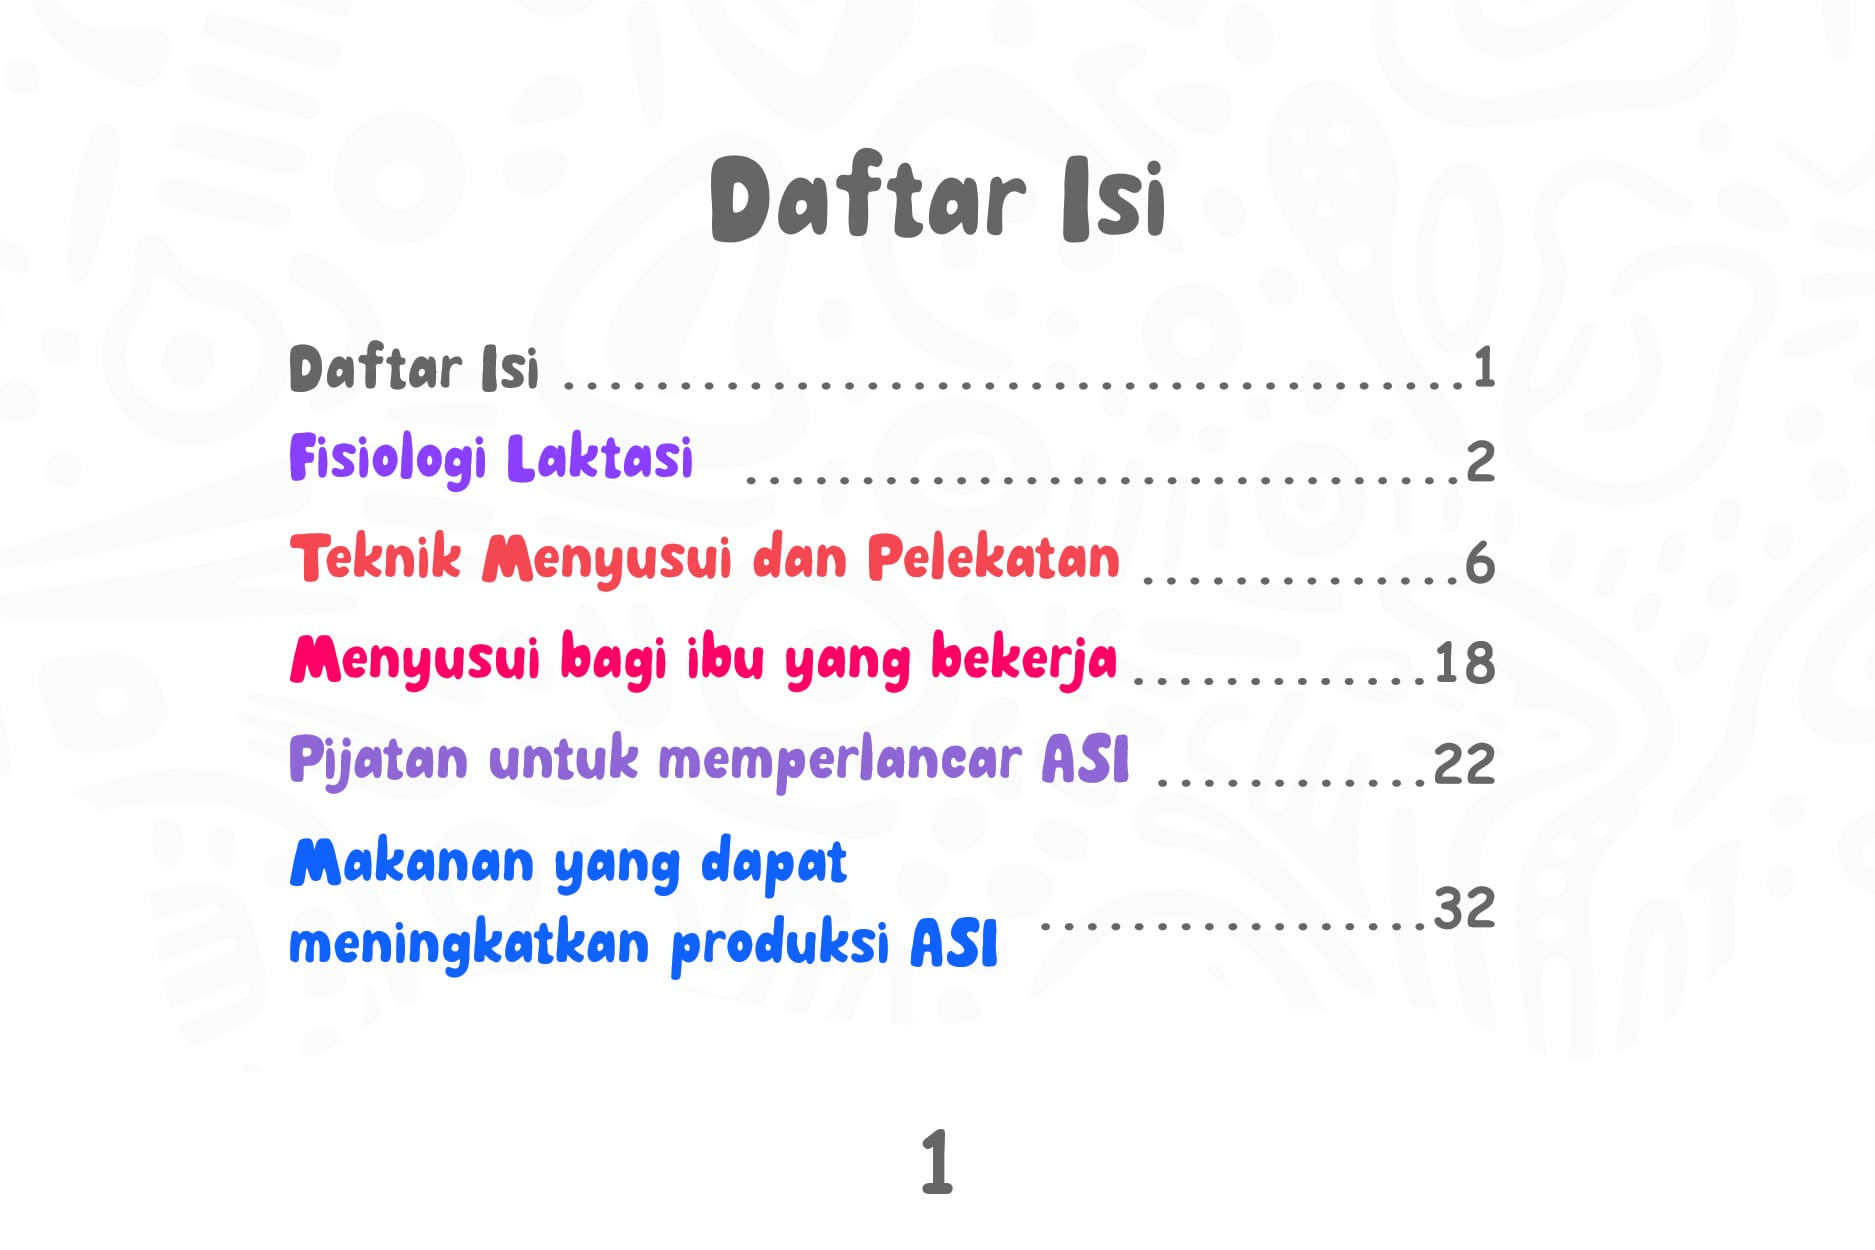 Daftar Isi
Daftar Isi .......................................1
Fisiologi Laktasi ...............................2
Teknik Menyusui dan Pelekatan ..............6
Menyusui bagi ibu yang bekerja .............18
Pijatan untuk memperlancar ASI ............22
Makanan yang dapat
meningkatkan produksi ASI .................32
1